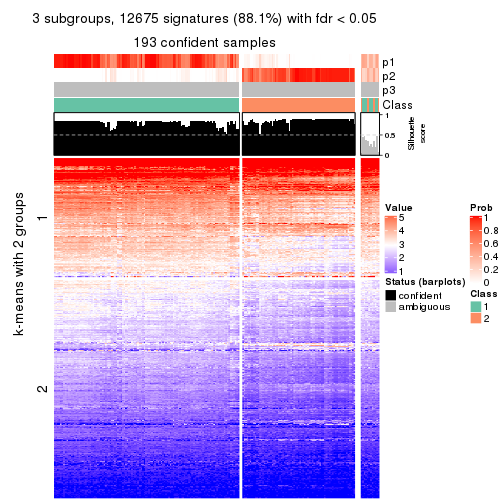 3 subgroups, 12675 signatures (88.1%) with fdr < 0.05
193 confident samples
p1
p2
p3
Class
1
0.5
0
Silhouette
score
k-means with 2 groups
1
2
Value
5
4
3
2
1
Prob
1
0.8
0.6
0.4
0.2
0
Status (barplots)
confident
ambiguous
Class
1
2